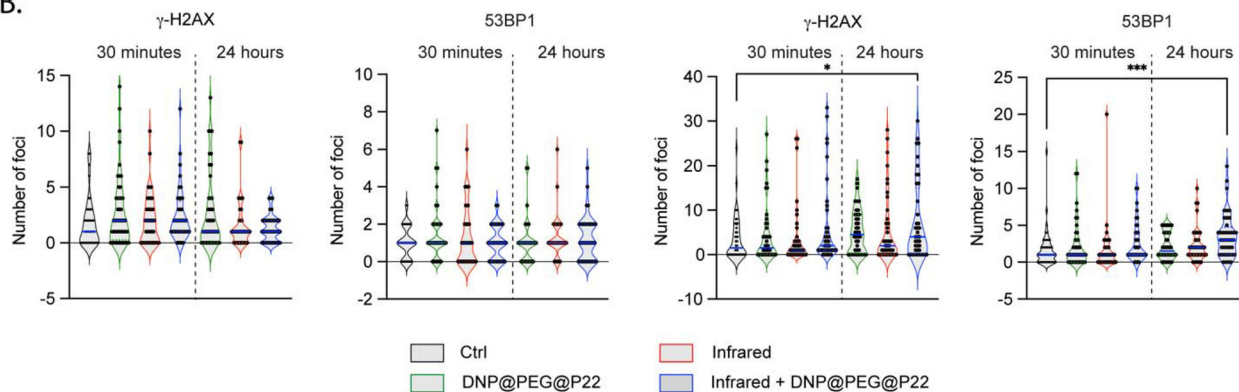 B.
γ-H2AX
30 minutes 24 hours
Number of foci
15
10
5
0
-5
53BP1
30 minutes 24 hours
Number of foci
10
8
6
4
2
0
-2
γ-H2AX
30 minutes 24 hours
*
Number of foci
40
30
20
10
0
-10
53BP1
30 minutes 24 hours
***
Number of foci
25
20
15
10
5
0
-5
Ctrl
Infrared
DNP@PEG@P22
Infrared + DNP@PEG@P22